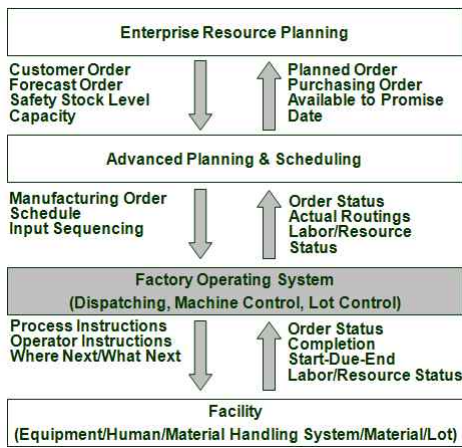 Enterprise Resource Planning
Customer Order
Forecast Order
Safety Stock Level
Capacity
Planned Order
Purchasing Order
Available to Promise
Date
Advanced Planning & Scheduling
Manufacturing Order
Schedule
Input Sequencing
Order Status
Actual Routings
Labor/Resource
Status
Factory Operating System
(Dispatching, Machine Control, Lot Control)
Process Instructions
Operator Instructions
Where Next/What Next
Order Status
Completion
Start-Due-End
Labor/Resource Status
Facility
(Equipment/Human/Material Handling System/Material/Lot)